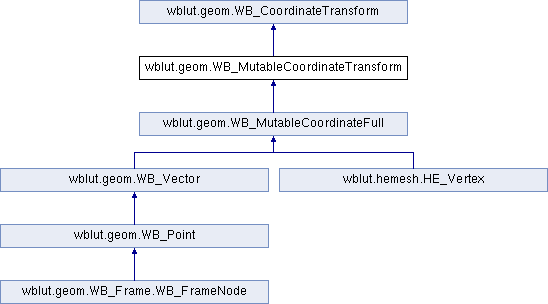 wblut.geom.WB_CoordinateTransform
wblut.geom.WB_MutableCoordinateTransform
wblut.geom.WB_MutableCoordinateFull
wblut.geom.WB_Vector
wblut.hemesh.HE_Vertex
wblut.geom.WB_Point
wblut.geom.WB_Frame.WB_FrameNode